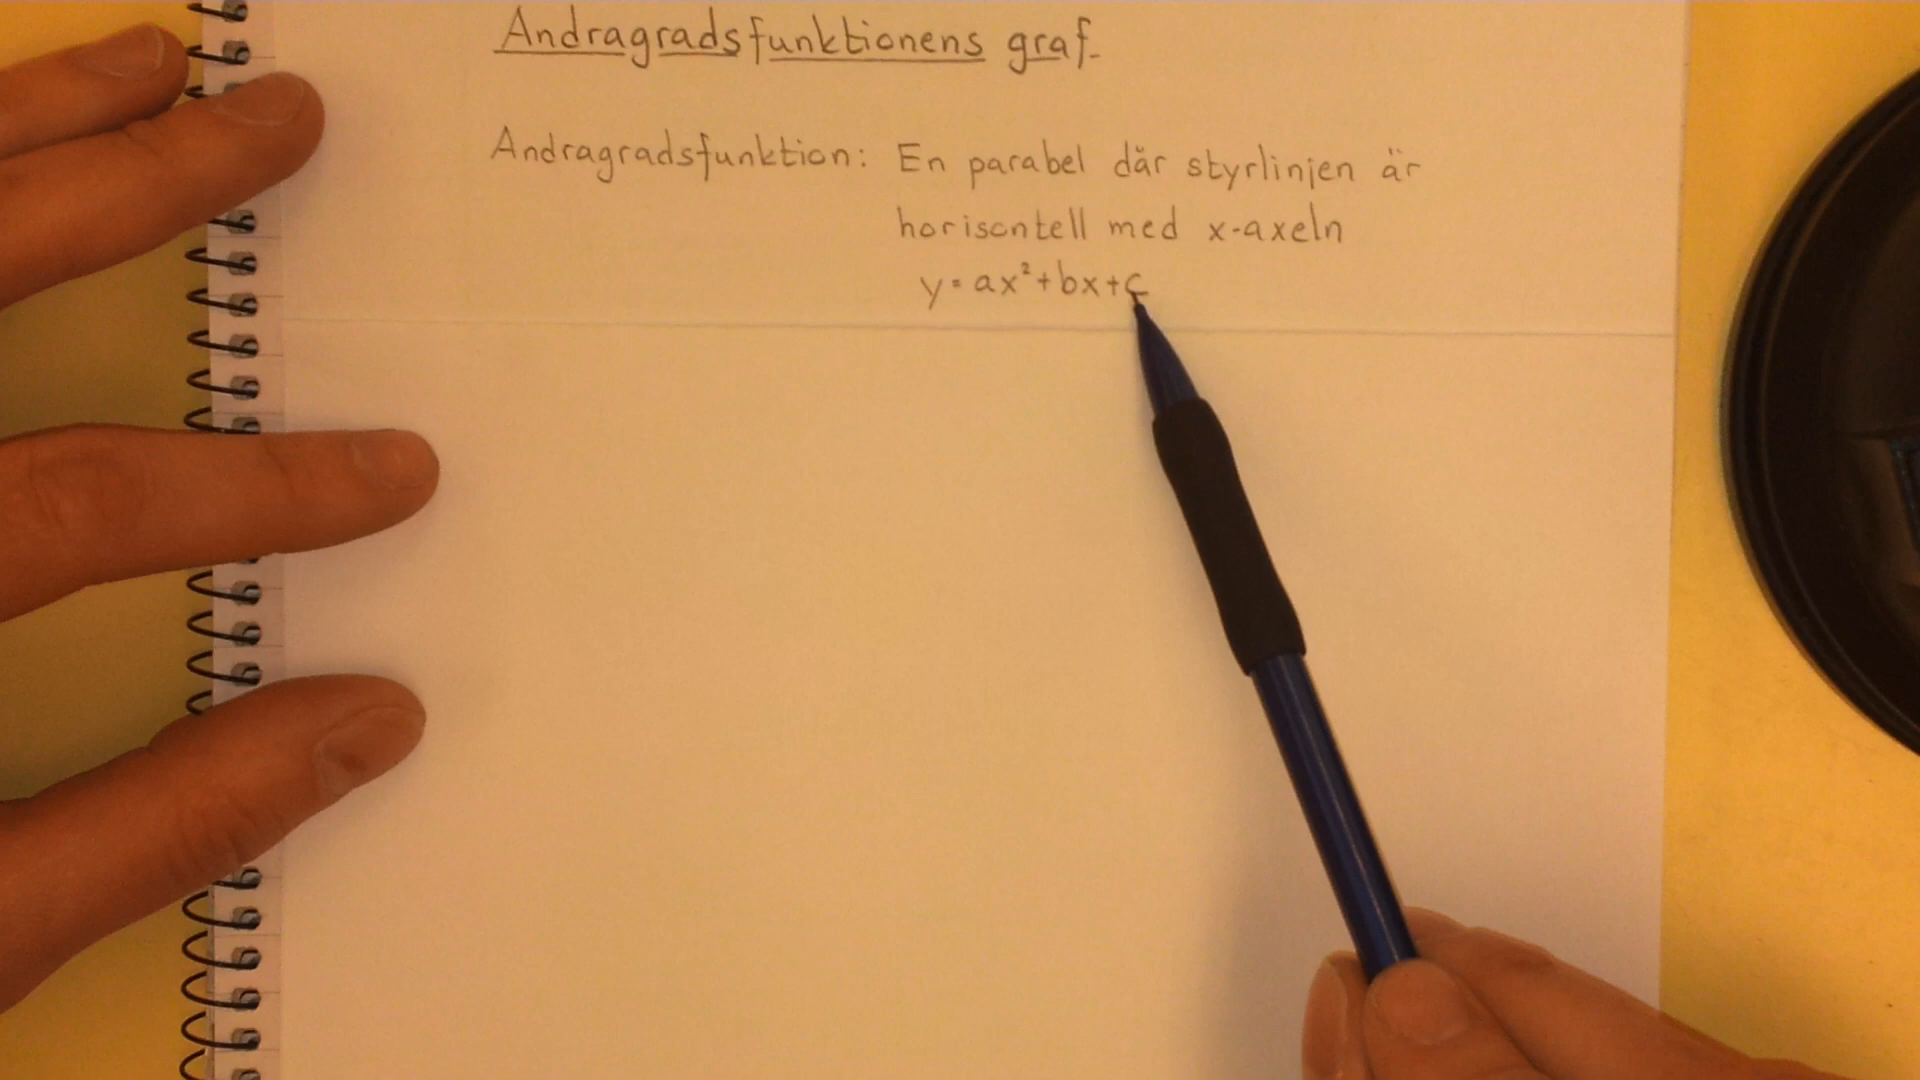 Andragradsfunktionens graf.
Andragradsfunktion: En parabel där styrlinjen är
horisontell med x-axeln
y = ax² + bx + c